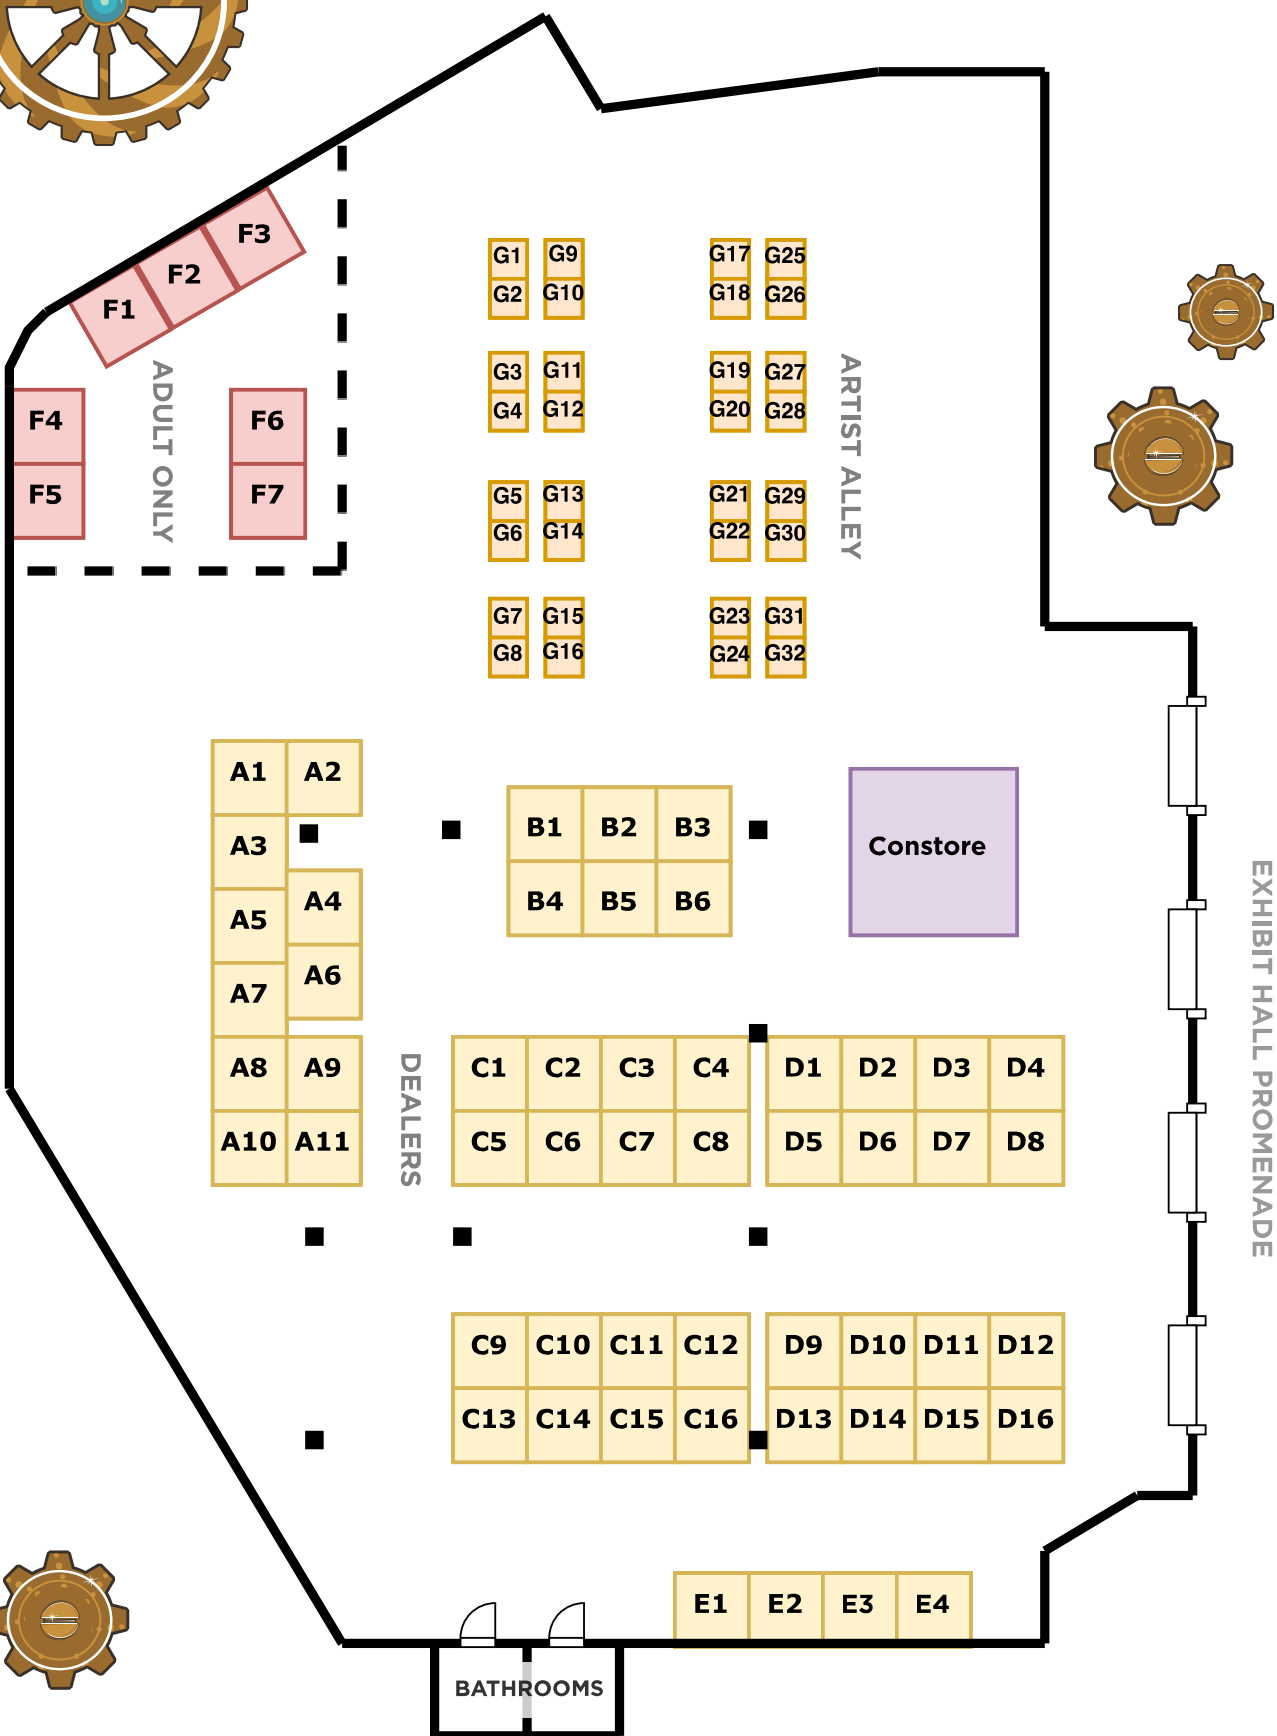 F3
F2
F1
F4
F5
F6
F7
ADULT ONLY
G1
G9
G2
G10
G3
G11
G4
G12
G5
G13
G6
G14
G7
G15
G8
G16
G17
G25
G18
G26
G19
G27
G20
G28
G21
G29
G22
G30
G23
G31
G24
G32
ARTIST ALLEY
A1 A2
A3
A4
A5
A6
A7
A8 A9
A10 A11
B1 B2 B3
B4 B5 B6
Constore
DEALERS
C1 C2 C3 C4
C5 C6 C7 C8
D1 D2 D3 D4
D5 D6 D7 D8
C9 C10 C11 C12
C13 C14 C15 C16
D9 D10 D11 D12
D13 D14 D15 D16
E1 E2 E3 E4
BATHROOMS
EXHIBIT HALL PROMENADE